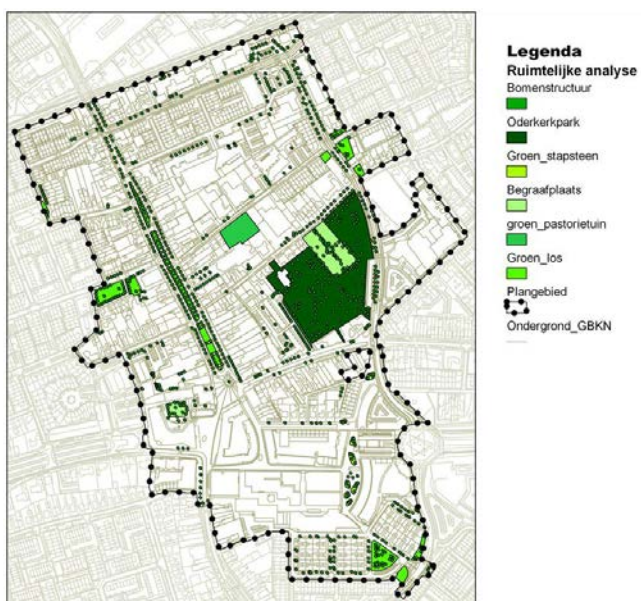 Legenda
Ruimtelijke analyse
Bomenstructuur
Oderkerkpark
Groen_stapsteen
Begraafplaats
groen_pastorietuin
Groen_los
Plangebied
Ondergrond_GBKN